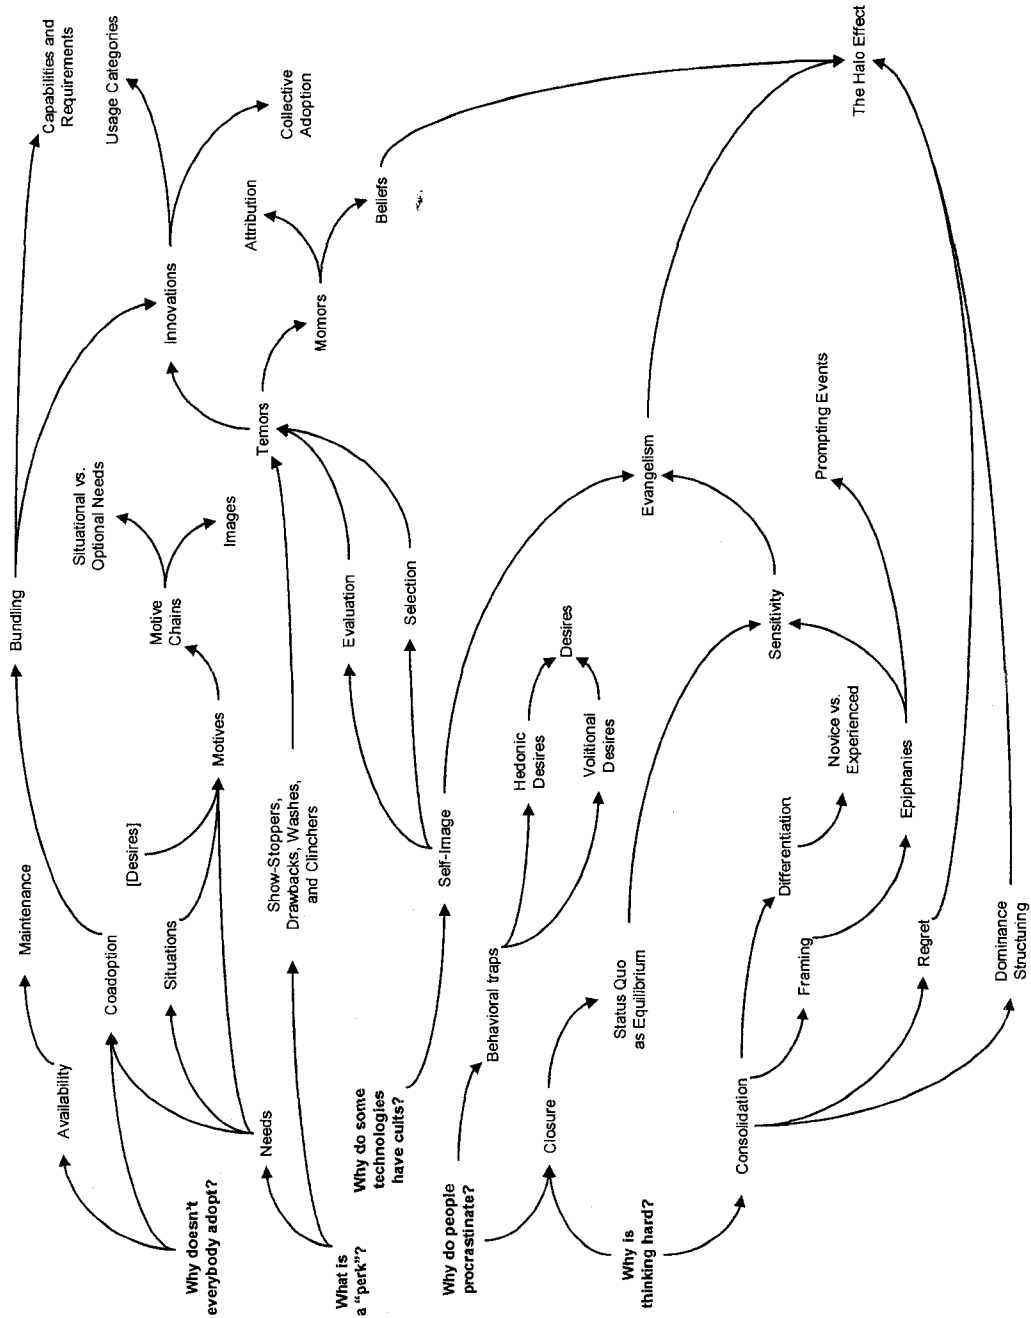 Why doesn't
everybody adopt?
What is
a "perk"?
Why do some
technologies
have cults?
Why do people
procrastinate?
Why is
thinking hard?
Availability
Needs
Closure
Consolidation
Maintenance
Coadoption
Situations
[Desires]
Show-Stoppers,
Drawbacks, Washes,
and Clinchers
Self-Image
Behavioral traps
Status Quo
as Equilibrium
Differentiation
Framing
Regret
Dominance
Structuring
Bundling
Motives
Motive
Chains
Evaluation
Selection
Hedonic
Desires
Volitional
Desires
Desires
Sensitivity
Novice vs.
Experienced
Epiphanies
Situational vs.
Optional Needs
Images
Temors
Evangelism
Prompting Events
Innovations
Momors
Attribution
Beliefs
Capabilities and
Requirements
Usage Categories
Collective
Adoption
The Halo Effect